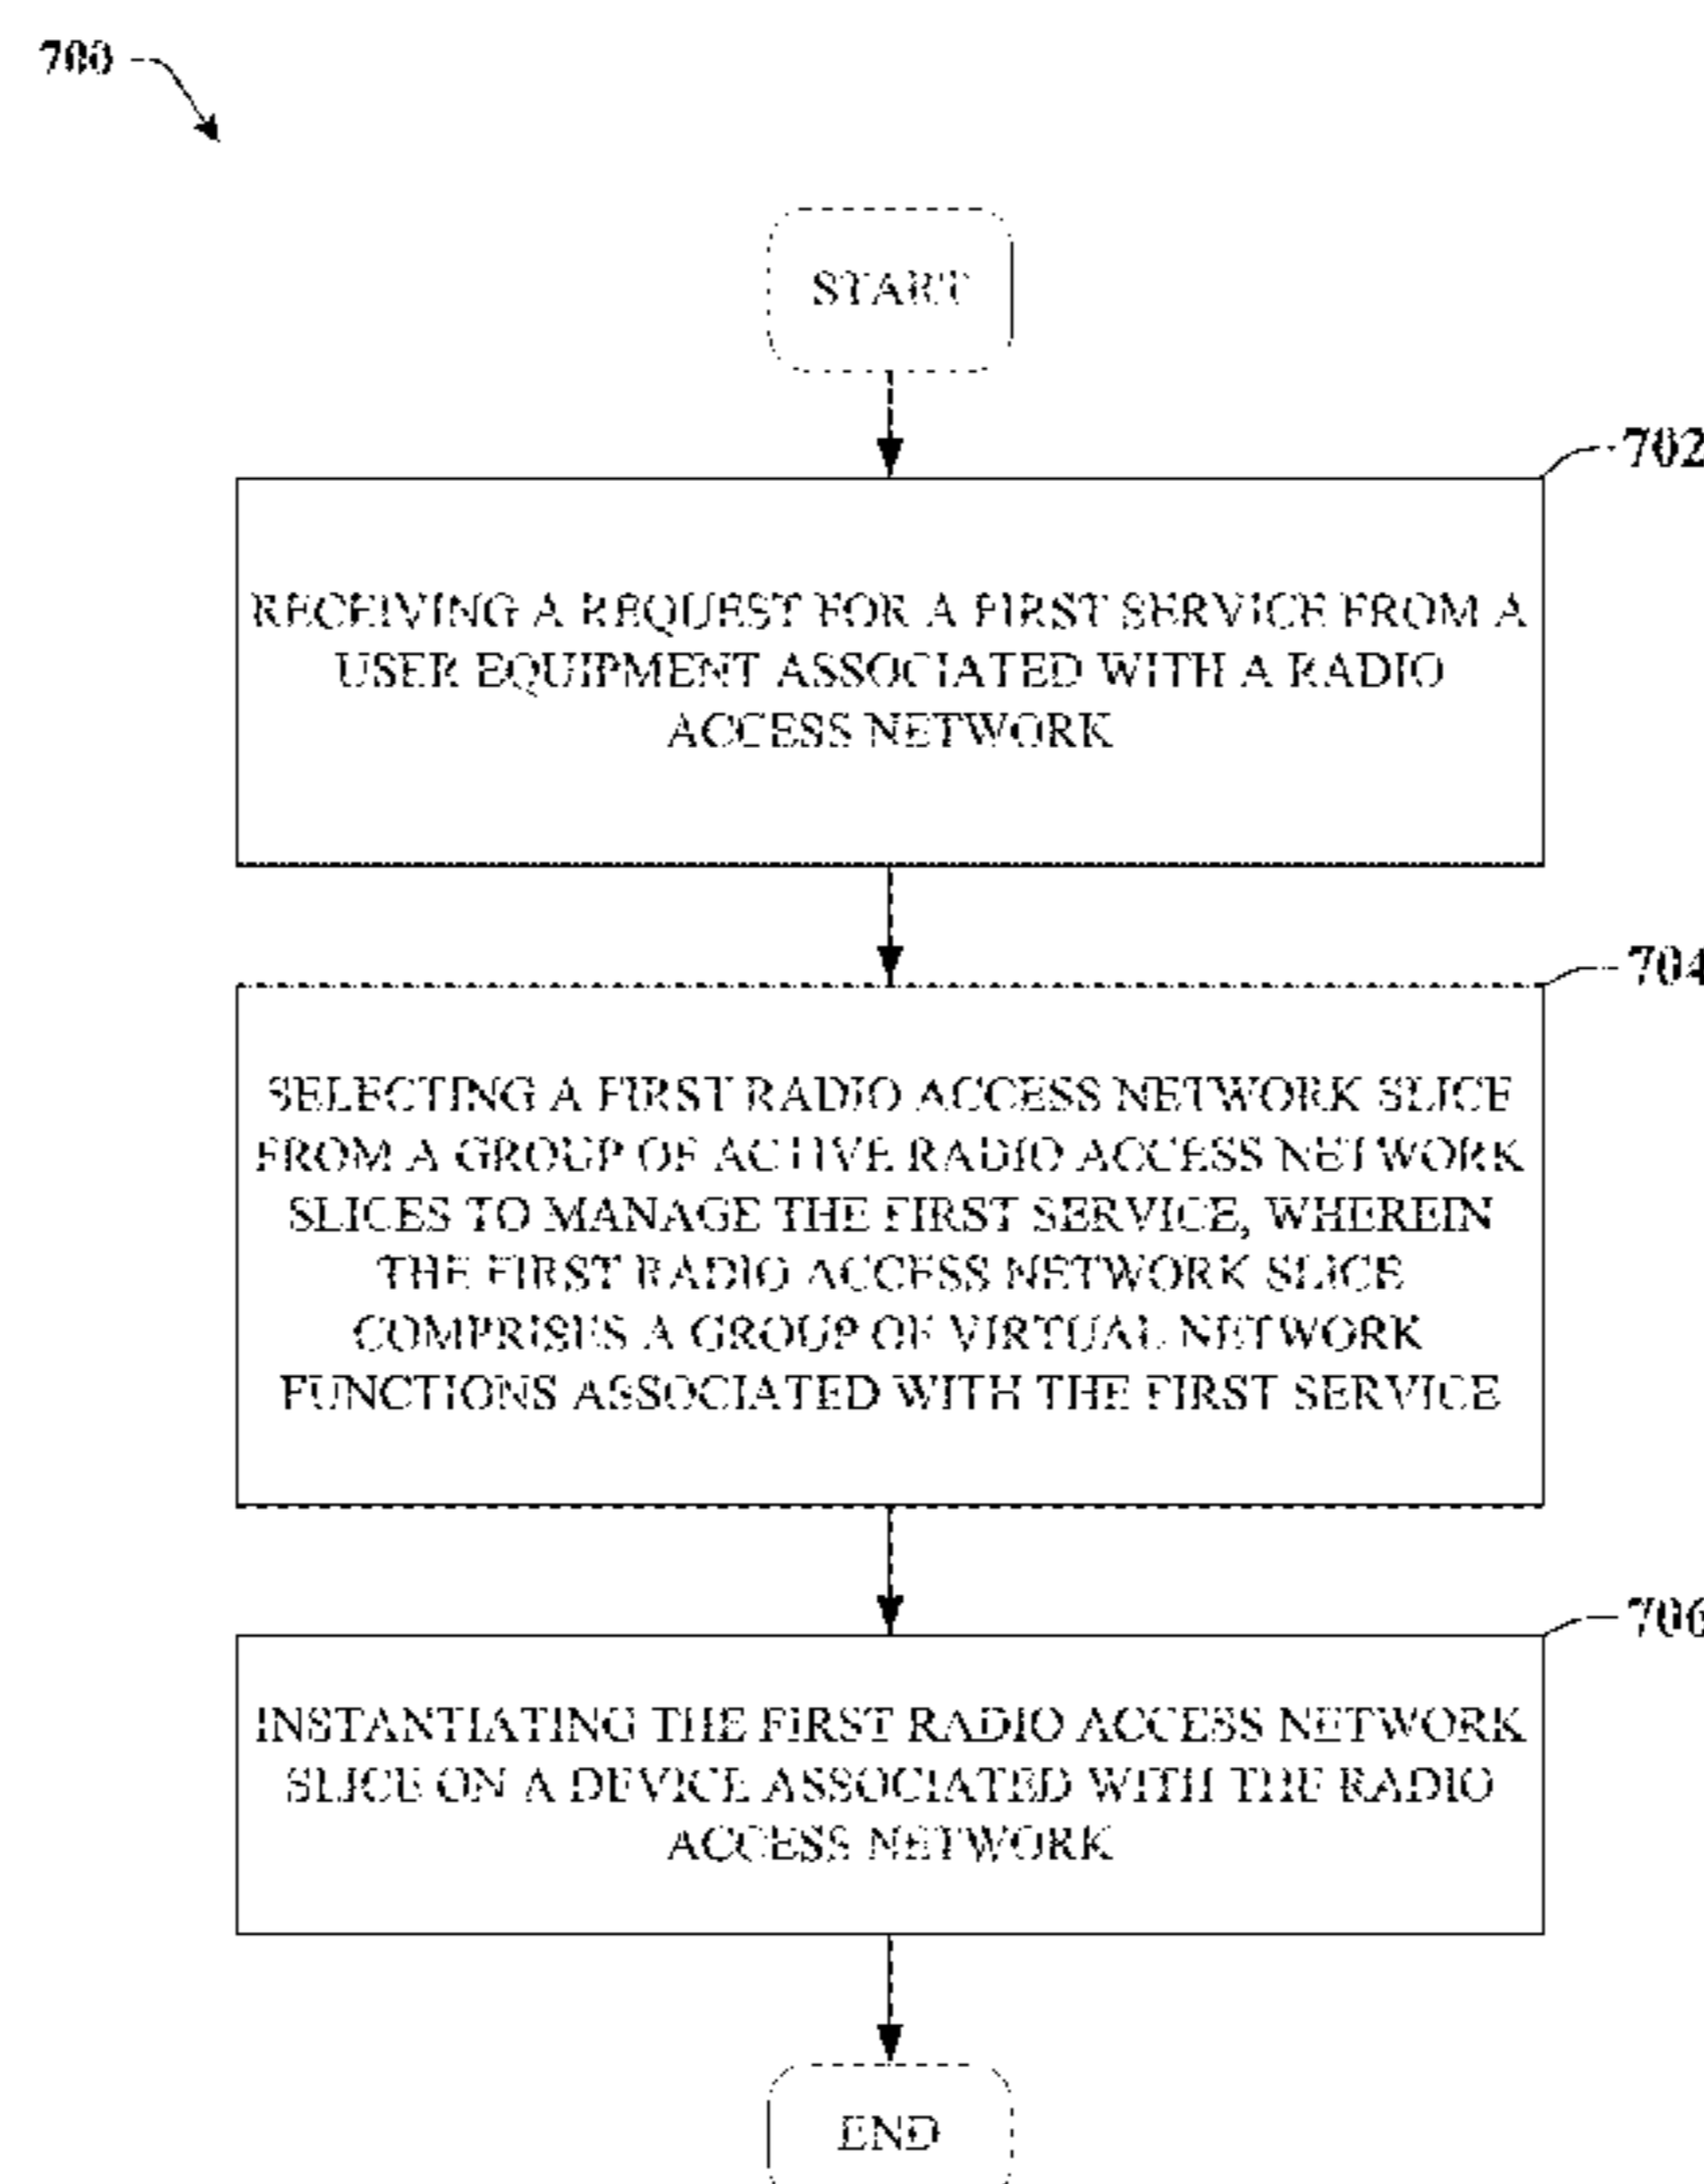 700
START
702
RECEIVING A REQUEST FOR A FIRST SERVICE FROM A
USER EQUIPMENT ASSOCIATED WITH A RADIO
ACCESS NETWORK
704
SELECTING A FIRST RADIO ACCESS NETWORK SLICE
FROM A GROUP OF ACTIVE RADIO ACCESS NETWORK
SLICES TO MANAGE THE FIRST SERVICE, WHEREIN
THE FIRST RADIO ACCESS NETWORK SLICE
COMPRISES A GROUP OF VIRTUAL NETWORK
FUNCTIONS ASSOCIATED WITH THE FIRST SERVICE
706
INSTANTIATING THE FIRST RADIO ACCESS NETWORK
SLICE ON A DEVICE ASSOCIATED WITH THE RADIO
ACCESS NETWORK
END